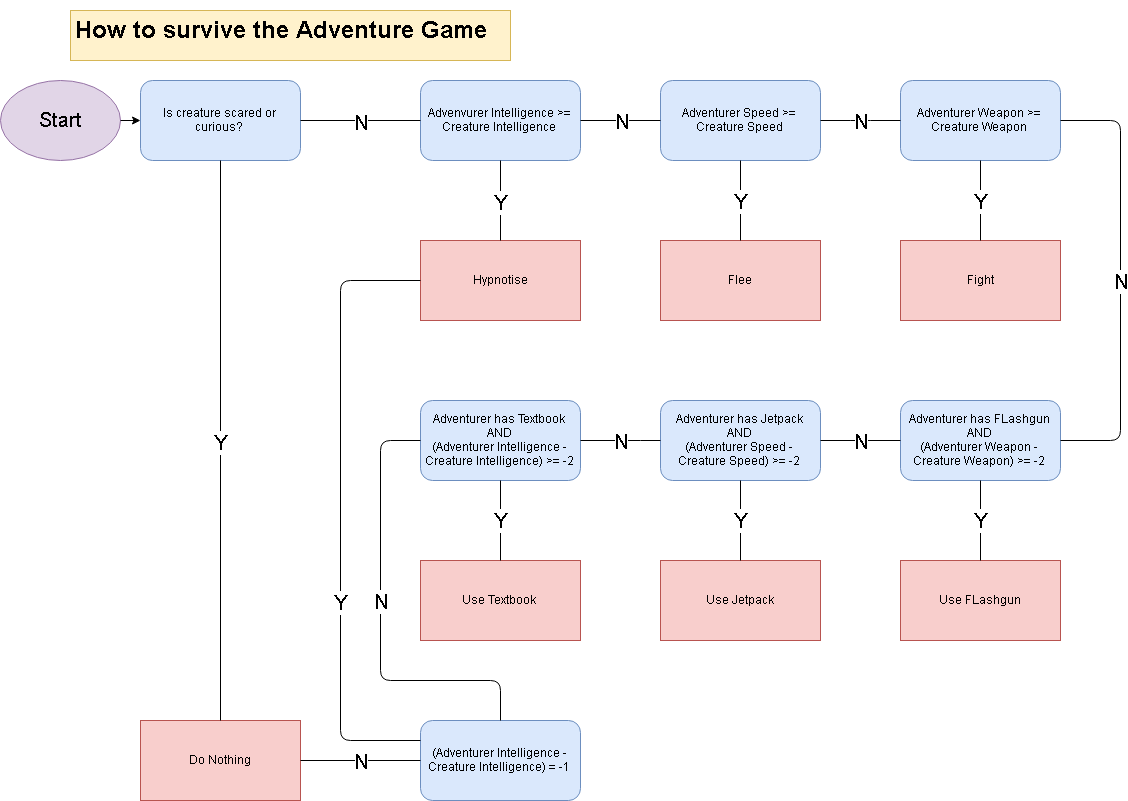 How to survive the Adventure Game
Start
Is creature scared or
curious?
N
Advenvurer Intelligence >=
Creature Intelligence
N
Adventurer Speed >=
Creature Speed
N
Adventurer Weapon >=
Creature Weapon
Y
Y
Y
Hypnotise
Flee
Fight
N
Adventurer has Textbook
AND
(Adventurer Intelligence -
Creature Intelligence) >= -2
N
Adventurer has Jetpack
AND
(Adventurer Speed -
Creature Speed) >= -2
N
Adventurer has FLashgun
AND
(Adventurer Weapon -
Creature Weapon) >= -2
Y
Y
Y
Y
Use Textbook
Use Jetpack
Use FLashgun
Y
N
Do Nothing
N
(Adventurer Intelligence -
Creature Intelligence) = -1